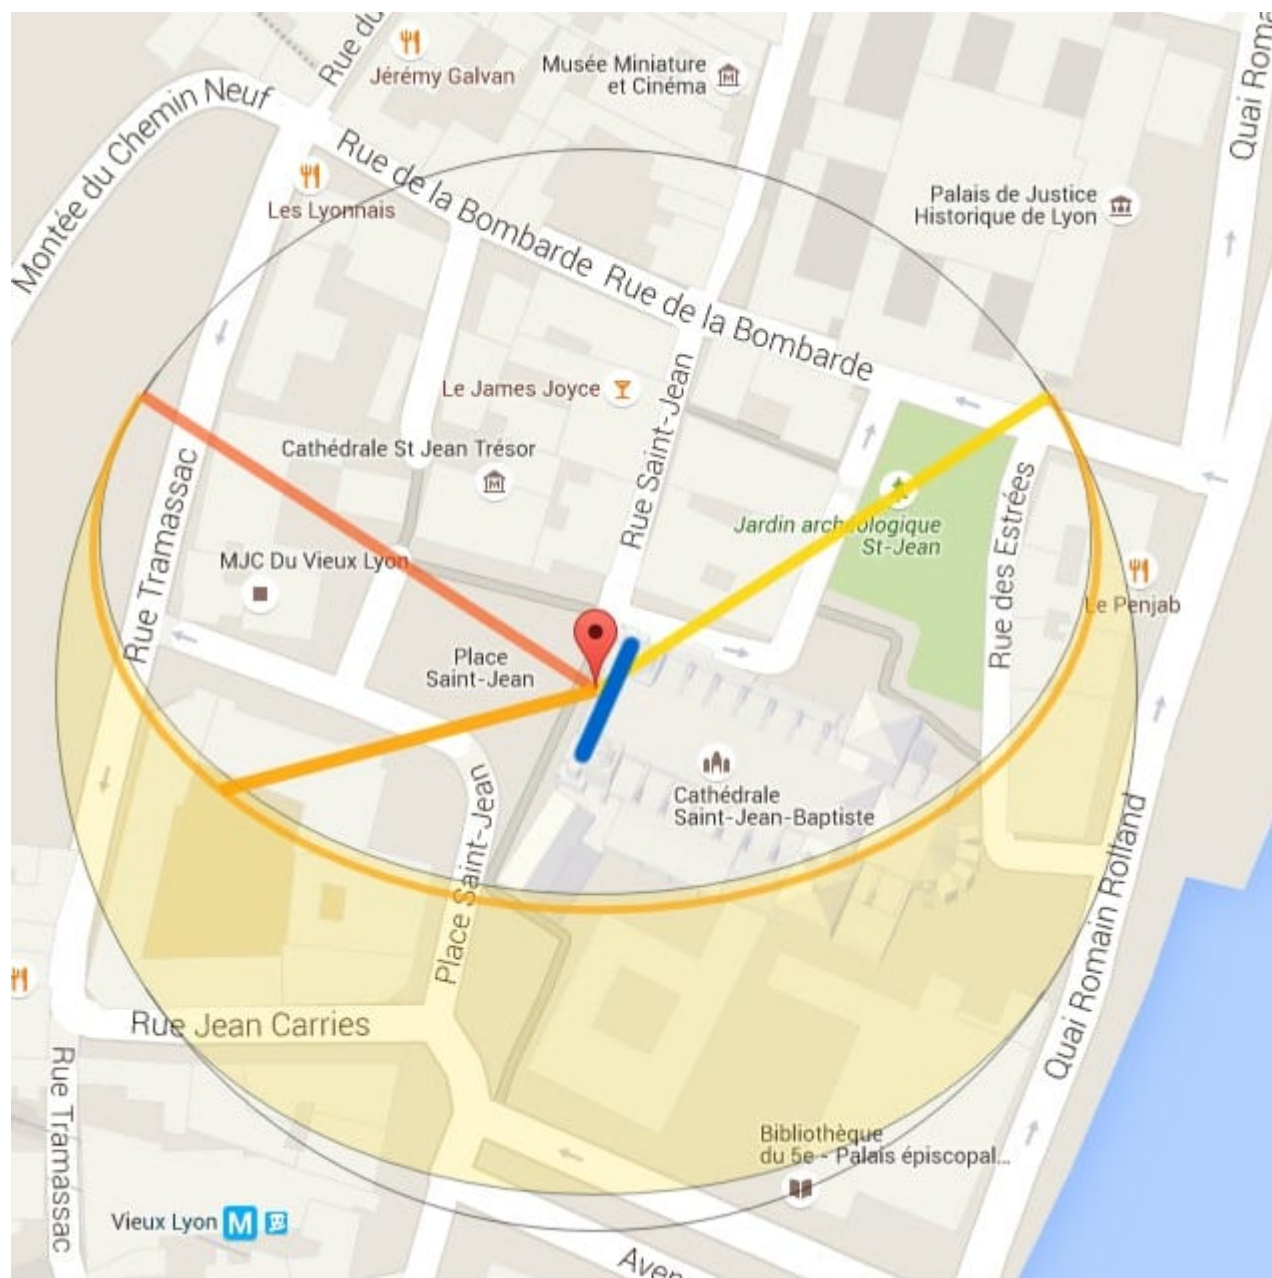 Rue du
Jérémy Galvan
Musée Miniature
et Cinéma
Quai Roma
Montée du Chemin Neuf
Rue de la Bombarde
Les Lyonnais
Palais de Justice
Historique de Lyon
Rue de la Bombarde
Le James Joyce
Rue Saint-Jean
Cathédrale St Jean Trésor
M
Rue Tramassac
Jardin archéologique
St-Jean
Rue des Estrées
MJC Du Vieux Lyon
Le Penjab
Place
Saint-Jean
Cathédrale
Saint-Jean-Baptiste
Place Saint-Jean
Quai Romain Rolland
Rue Jean Carries
Rue Tramassac
Bibliothèque
du 5e - Palais épiscopal...
Vieux Lyon M
Aven